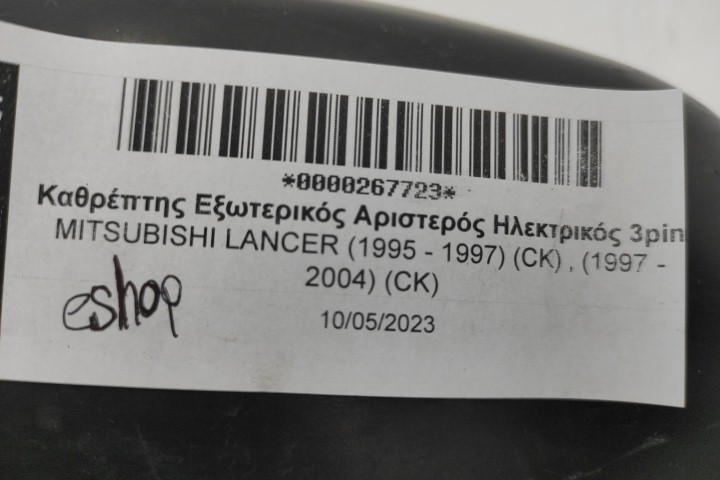 *0000267723*
Καθρέπτης Εξωτερικός Αριστερός Ηλεκτρικός 3pin
MITSUBISHI LANCER (1995 - 1997) (CK) , (1997 -
2004) (CK)
eshop
10/05/2023